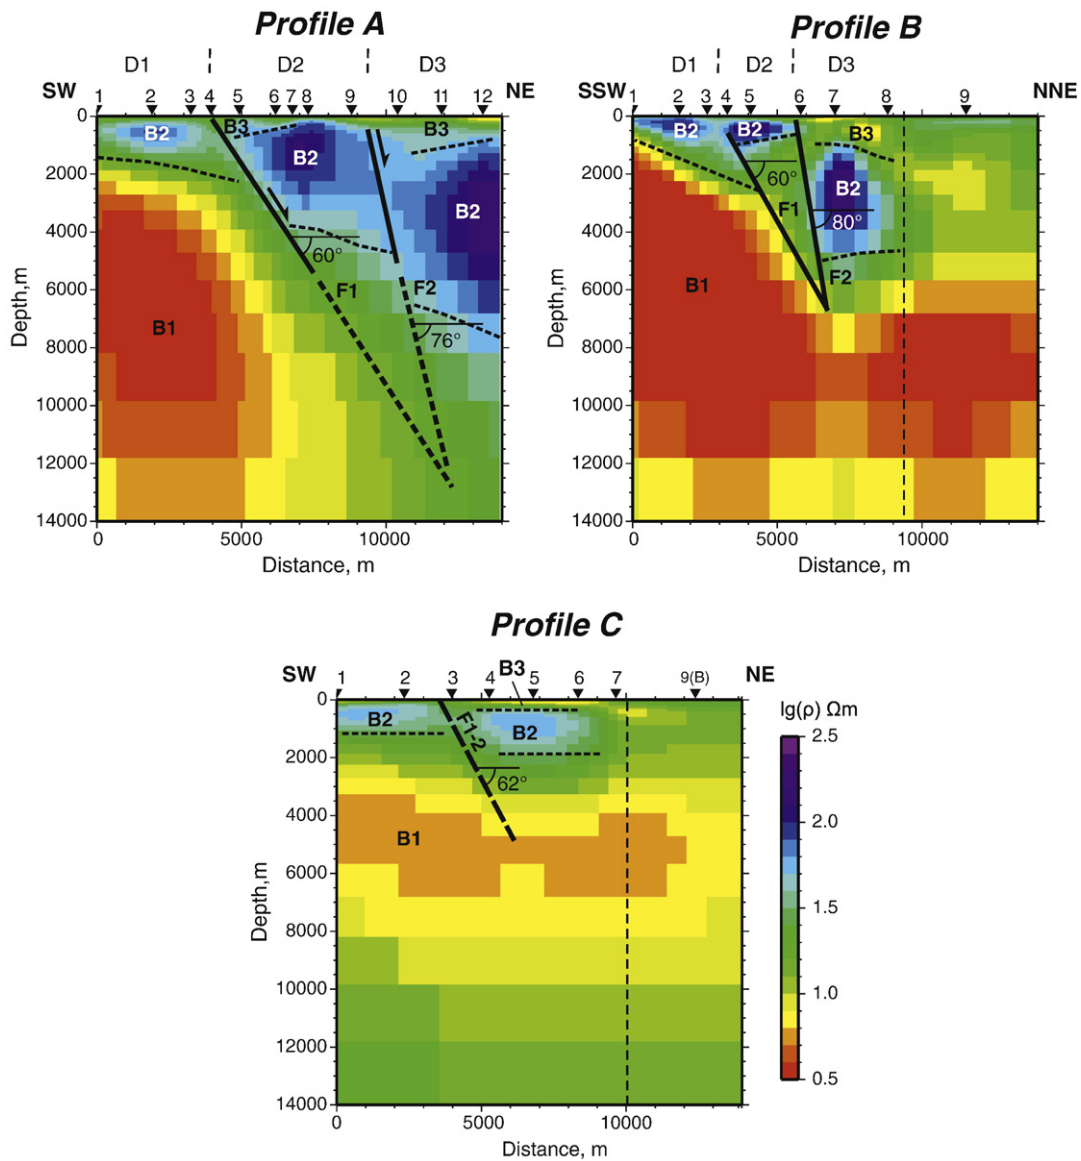 Profile A
D1 D2 D3
SW 1 2 3 4 5 6 7 8 9 10 11 12 NE
0
2000
4000
6000
8000
10000
12000
14000
Depth,m
B2
B3
B2
B3
B2
60°
F1
F2
B1
76°
0 5000 10000
Distance, m
Profile B
D1 D2 D3
SSW 1 2 3 4 5 6 7 8 9 NNE
0
2000
4000
6000
8000
10000
12000
14000
Depth,m
B2
B2
B3
60°
B2
F1
80°
F2
B1
0 5000 10000
Distance, m
Profile C
SW 1 2 3 4 5 6 7 9(B) NE
B3
0
2000
4000
6000
8000
10000
12000
14000
Depth,m
B2
F1-2
B2
62°
B1
0 5000 10000
Distance, m
lg(ρ) Ωm
2.5
2.0
1.5
1.0
0.5